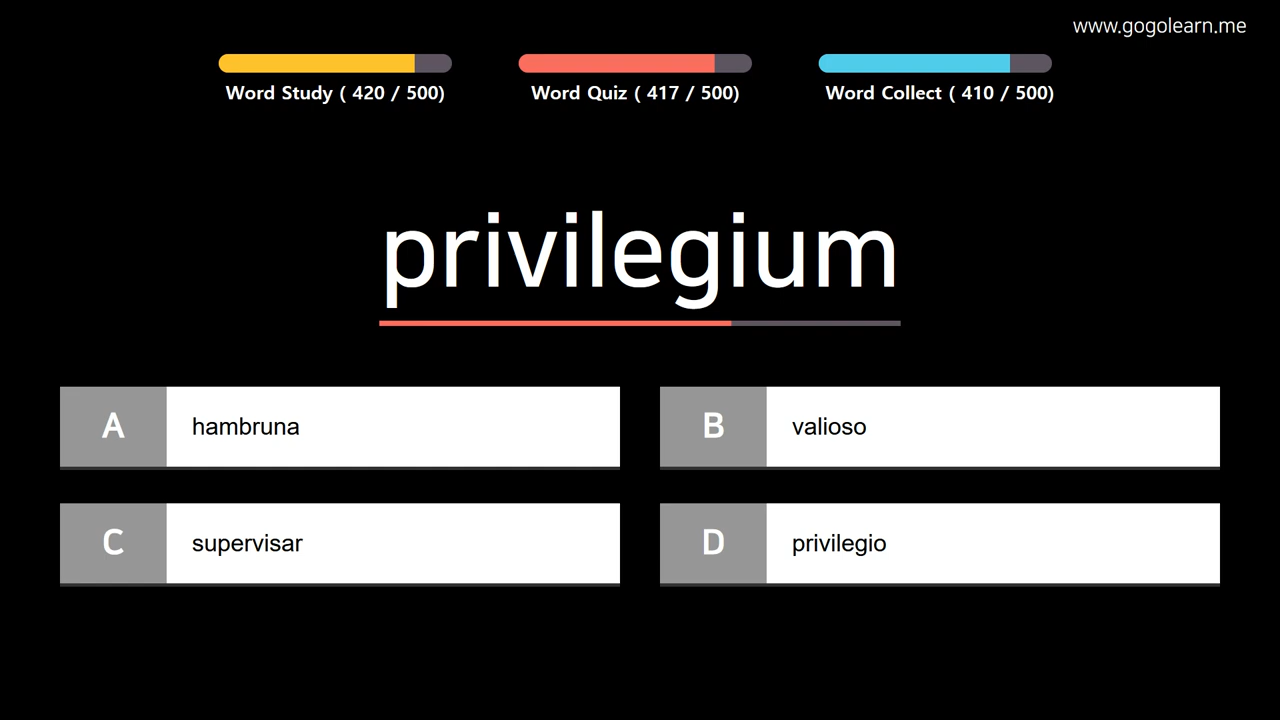 www.gogolearn.me
Word Study ( 420 / 500)
Word Quiz ( 417 / 500)
Word Collect ( 410 / 500)
privilegium
A hambruna
B valioso
C supervisar
D privilegio